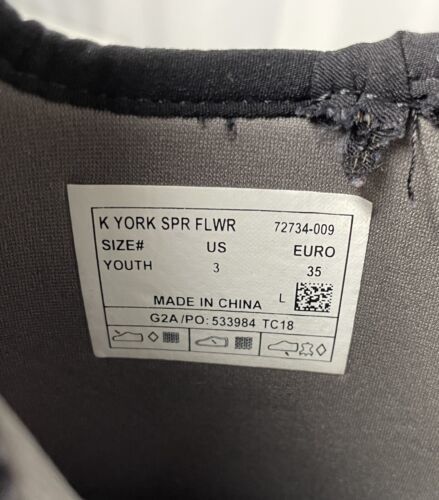 K YORK SPR FLWR 72734-009
SIZE# US EURO
YOUTH 3 35
MADE IN CHINA L
G2A/PO: 533984 TC18